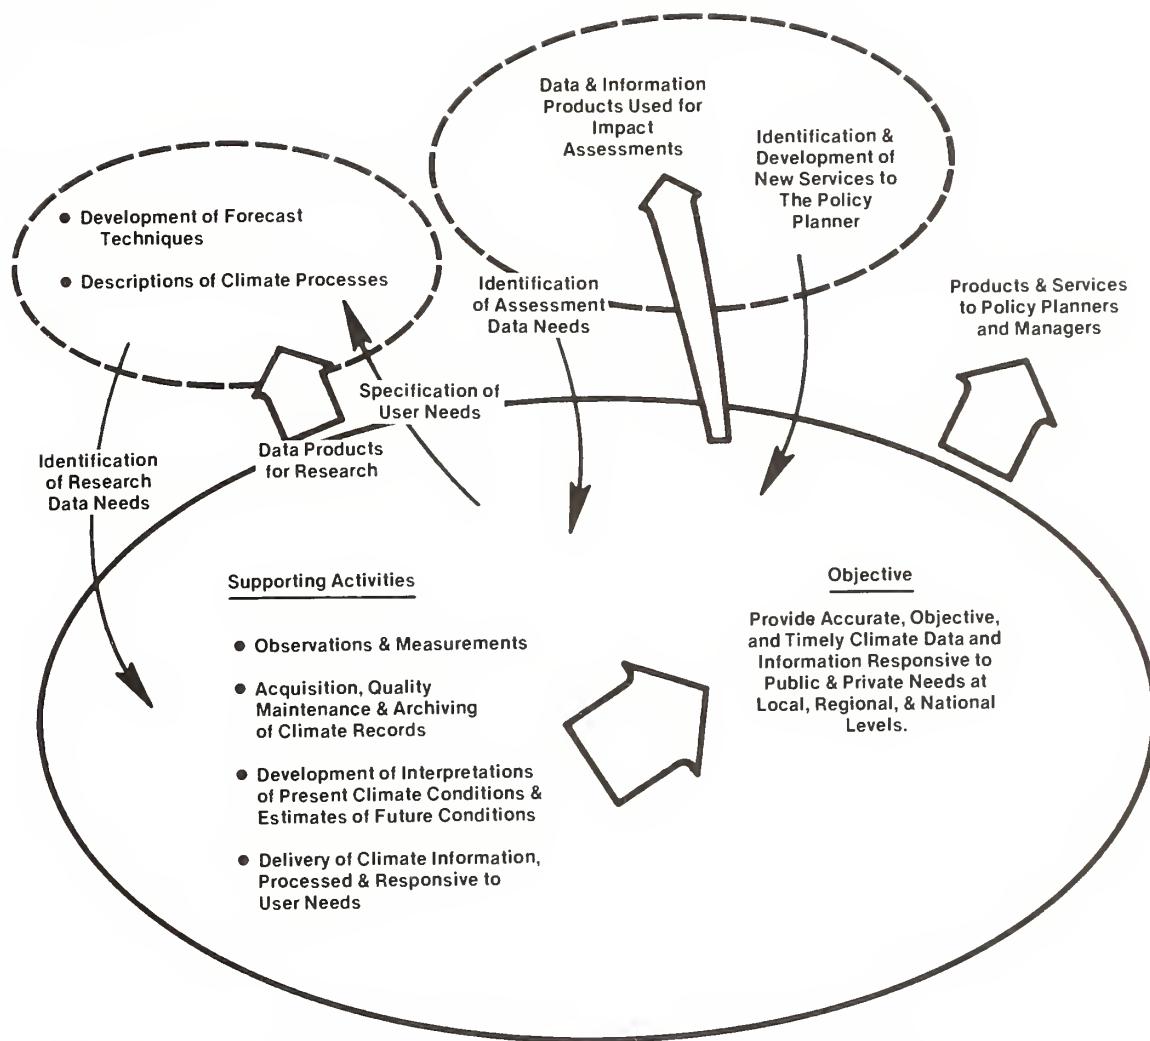 Data & Information
Products Used for
Impact
Assessments
Identification &
Development of
New Services to
The Policy
Planner
● Development of Forecast
Techniques
● Descriptions of Climate Processes
Identification
of Assessment
Data Needs
Products & Services
to Policy Planners
and Managers
Specification of
User Needs
Identification
of Research
Data Needs
Data Products
for Research
Supporting Activities
● Observations & Measurements
● Acquisition, Quality
Maintenance & Archiving
of Climate Records
● Development of Interpretations
of Present Climate Conditions &
Estimates of Future Conditions
● Delivery of Climate Information,
Processed & Responsive to
User Needs
Objective
Provide Accurate, Objective,
and Timely Climate Data and
Information Responsive to
Public & Private Needs at
Local, Regional, & National
Levels.